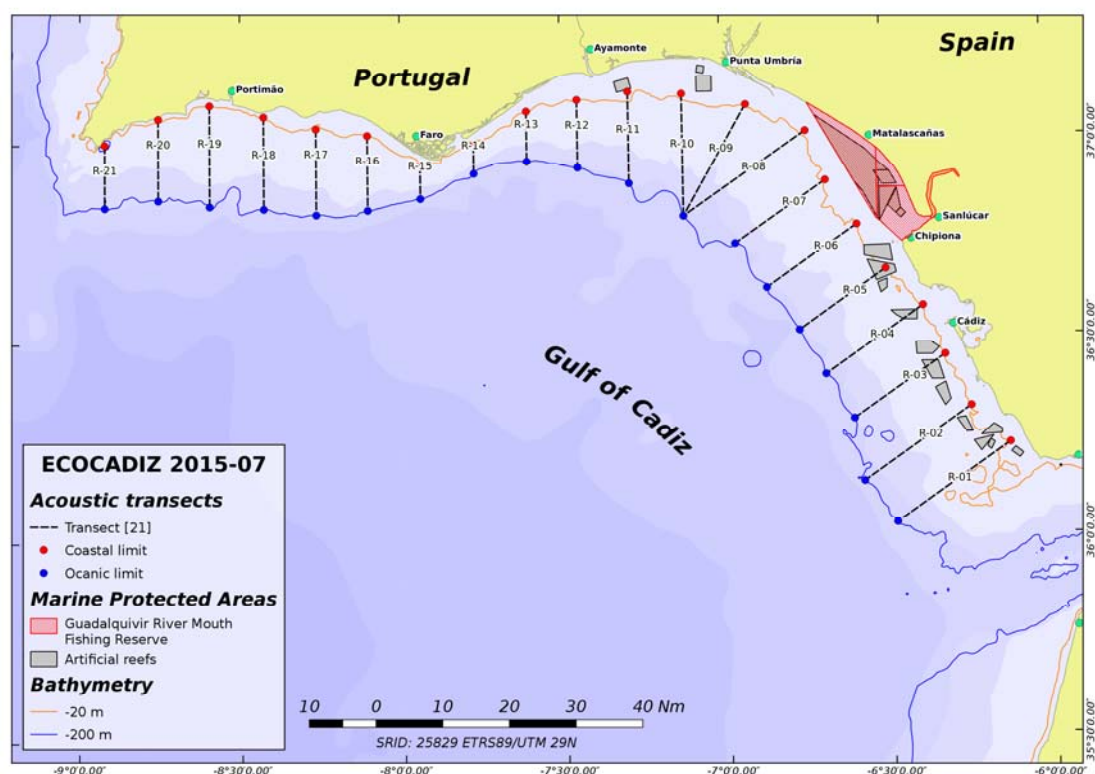 Spain
Portugal
Ayamonte
Punta Umbría
Portimão
Faro
Matalascañas
Sanlúcar
Chipiona
Cádiz
R-21
R-20
R-19
R-18
R-17
R-16
R-15
R-14
R-13
R-12
R-11
R-10
R-09
R-08
R-07
R-06
R-05
R-04
R-03
R-02
R-01
Gulf of Cadiz
ECOCADIZ 2015-07
Acoustic transects
Transect [21]
Coastal limit
Ocanic limit
Marine Protected Areas
Guadalquivir River Mouth
Fishing Reserve
Artificial reefs
Bathymetry
-20 m
-200 m
10 0 10 20 30 40 Nm
SRID: 25829 ETRS89/UTM 29N
37°0'0.00"
36°30'0.00"
36°0'0.00"
35°30'0.00"
-9°0'0.00"
-8°30'0.00"
-8°0'0.00"
-7°30'0.00"
-7°0'0.00"
-6°30'0.00"
-6°0'0.00"